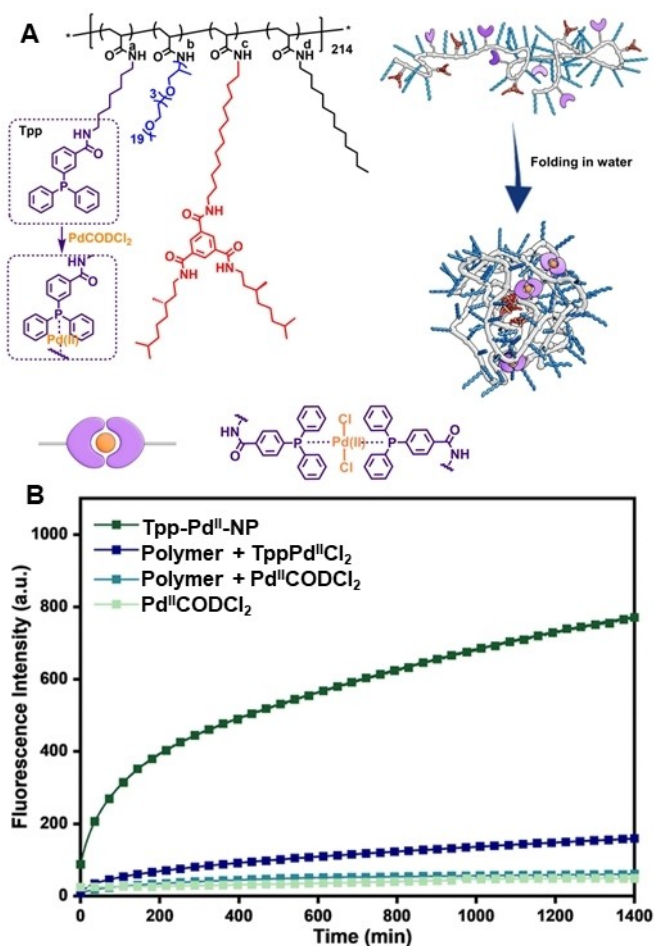 A
*
*
214
O
NH
a
O
NH
b
O
NH
c
O
NH
d
3
O
19
O
HN
O
Tpp
P
PdCODCl₂
HN
O
P
Pd(II)
O
NH
O
NH
O
HN
Folding in water
HN
O
P
Cl
Pd(II)
Cl
P
O
NH
B
Tpp-Pdᴵᴵ-NP
Polymer + TppPdᴵᴵCl₂
Polymer + PdᴵᴵCODCl₂
PdᴵᴵCODCl₂
Fluorescence Intensity (a.u.)
1000
800
600
400
200
0
0 200 400 600 800 1000 1200 1400
Time (min)